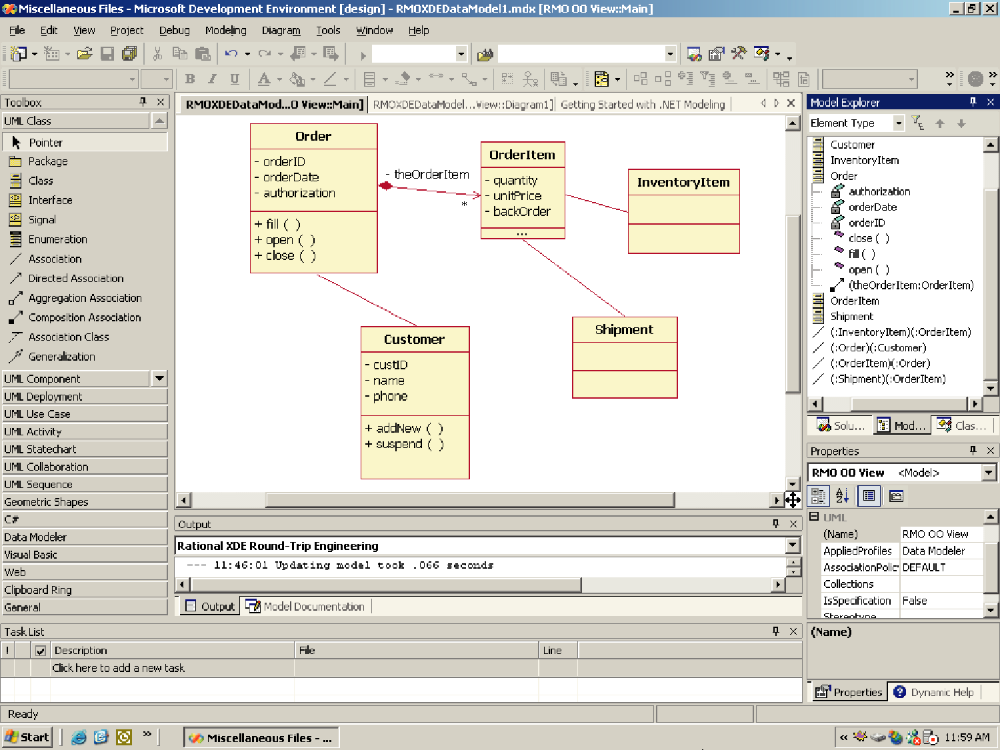 Miscellaneous Files - Microsoft Development Environment [design] - RMOXDEDataModel1.mdx [RMO OO View::Main]
File Edit View Project Debug Modeling Diagram Tools Window Help
B I U A
Toolbox
UML Class
Pointer
Package
Class
Interface
Signal
Enumeration
Association
Directed Association
Aggregation Association
Composition Association
Association Class
Generalization
UML Component
UML Deployment
UML Use Case
UML Activity
UML Statechart
UML Collaboration
UML Sequence
Geometric Shapes
C#
Data Modeler
Visual Basic
Web
Clipboard Ring
General
RMOXDEDataMod...O View::Main] RMOXDEDataModel...View::Diagram1] Getting Started with .NET Modeling
Order
- orderID
- orderDate
- authorization
+ fill ( )
+ open ( )
+ close ( )
- theOrderItem
*
OrderItem
- quantity
- unitPrice
- backOrder
...
InventoryItem
Customer
- custID
- name
- phone
+ addNew ( )
+ suspend ( )
Shipment
Output
Rational XDE Round-Trip Engineering
--- 11:46:01 Updating model took .066 seconds
Output Model Documentation
Model Explorer
Element Type
Customer
InventoryItem
Order
authorization
orderDate
orderID
close ( )
fill ( )
open ( )
(theOrderItem:OrderItem)
OrderItem
Shipment
(:InventoryItem)(:OrderItem)
(:Order)(:Customer)
(:OrderItem)(:Order)
(:Shipment)(:OrderItem)
Solu... Mod... Clas...
Properties
RMO OO View <Model>
UML
(Name) RMO OO View
AppliedProfiles Data Modeler
AssociationPolic DEFAULT
Collections
IsSpecification False
Stereotype
(Name)
Properties Dynamic Help
Task List
! Description File Line
Click here to add a new task
Ready
Start Miscellaneous Files - ... 11:59 AM